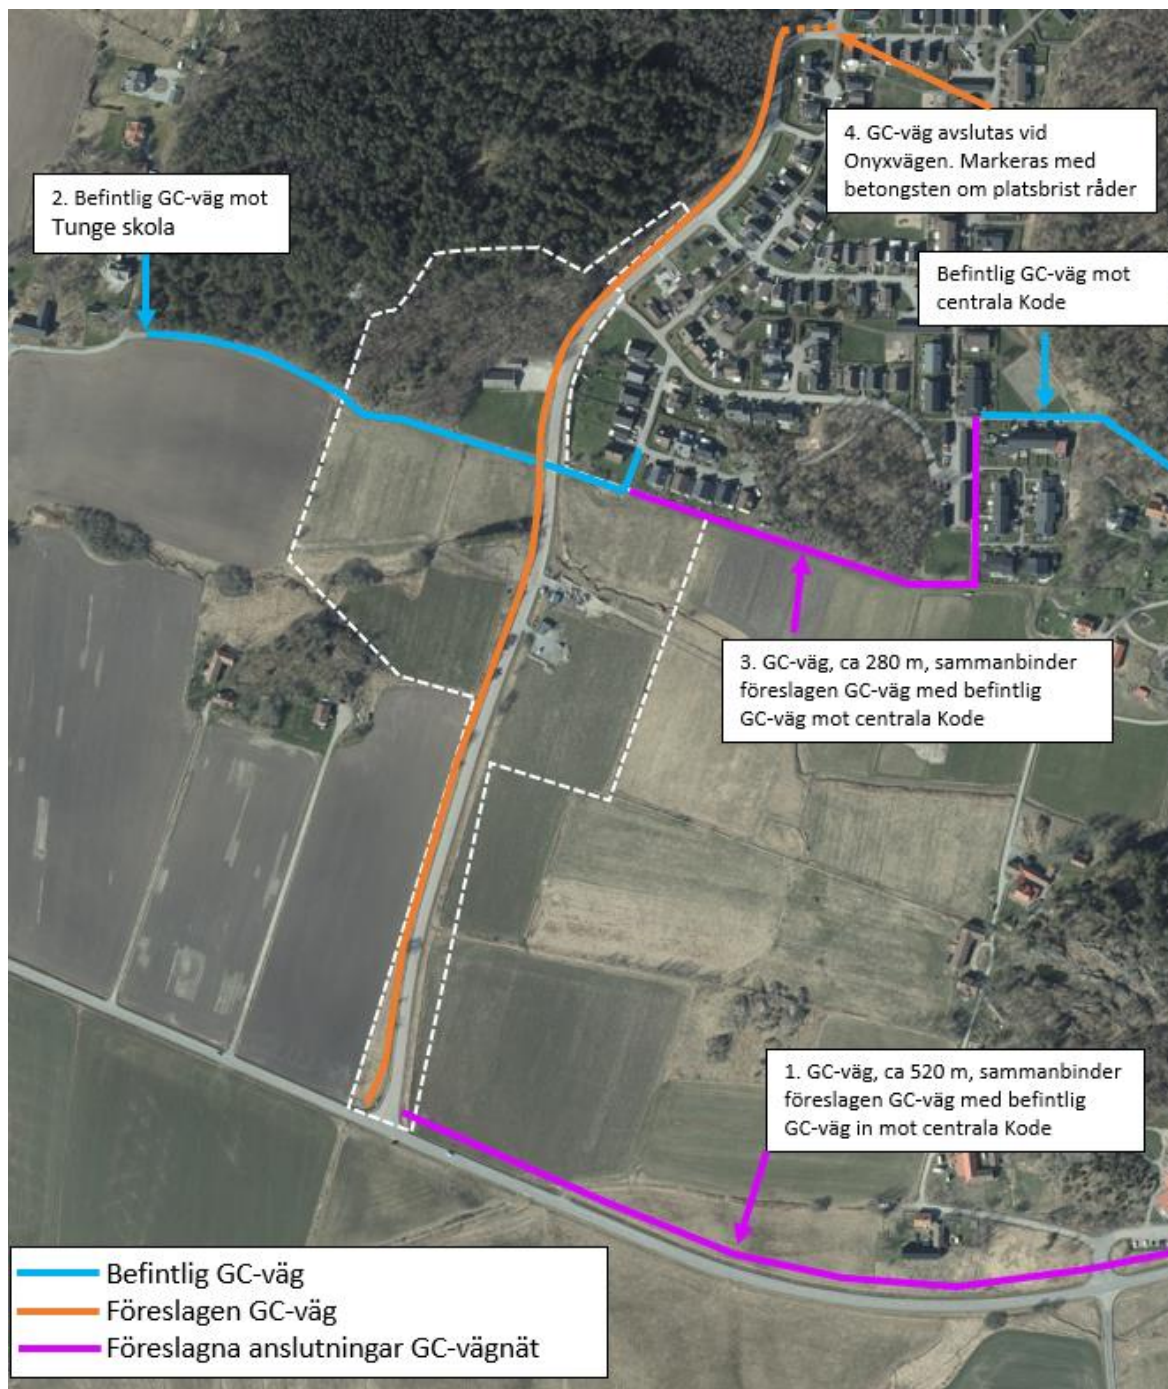 4. GC-väg avslutas vid
Onyxvägen. Markeras med
betongsten om platsbrist råder
2. Befintlig GC-väg mot
Tunge skola
Befintlig GC-väg mot
centrala Kode
3. GC-väg, ca 280 m, sammanbinder
föreslagen GC-väg med befintlig
GC-väg mot centrala Kode
1. GC-väg, ca 520 m, sammanbinder
föreslagen GC-väg med befintlig
GC-väg in mot centrala Kode
Befintlig GC-väg
Föreslagen GC-väg
Föreslagna anslutningar GC-vägnät